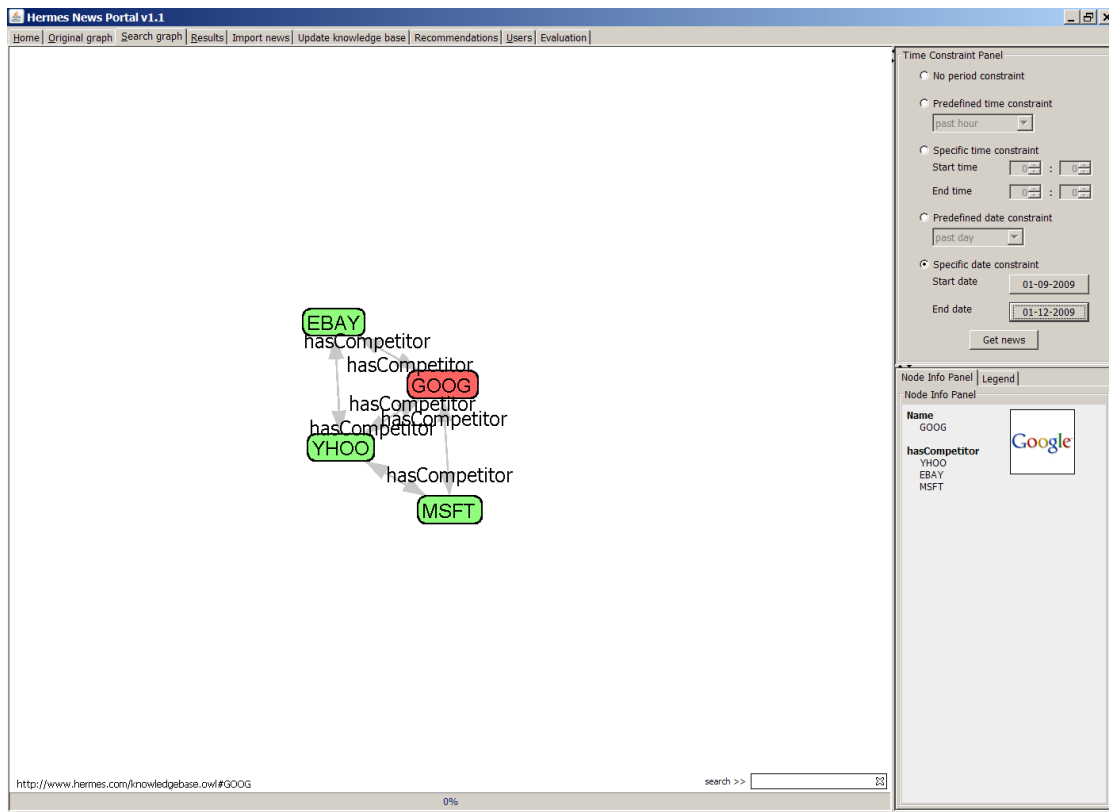 Hermes News Portal v1.1
Home Original graph Search graph Results Import news Update knowledge base Recommendations Users Evaluation
EBAY
hasCompetitor
hasCompetitor
GOOG
hasCompetitor
hasCompetitor
hasCompetitor
YHOO
hasCompetitor
MSFT
http://www.hermes.com/knowledgebase.owl#GOOG
search >>
0%
Time Constraint Panel
No period constraint
Predefined time constraint
past hour
Specific time constraint
Start time 0 : 0
End time 0 : 0
Predefined date constraint
past day
Specific date constraint
Start date 01-09-2009
End date 01-12-2009
Get news
Node Info Panel Legend
Node Info Panel
Name
GOOG
Google
hasCompetitor
YHOO
EBAY
MSFT